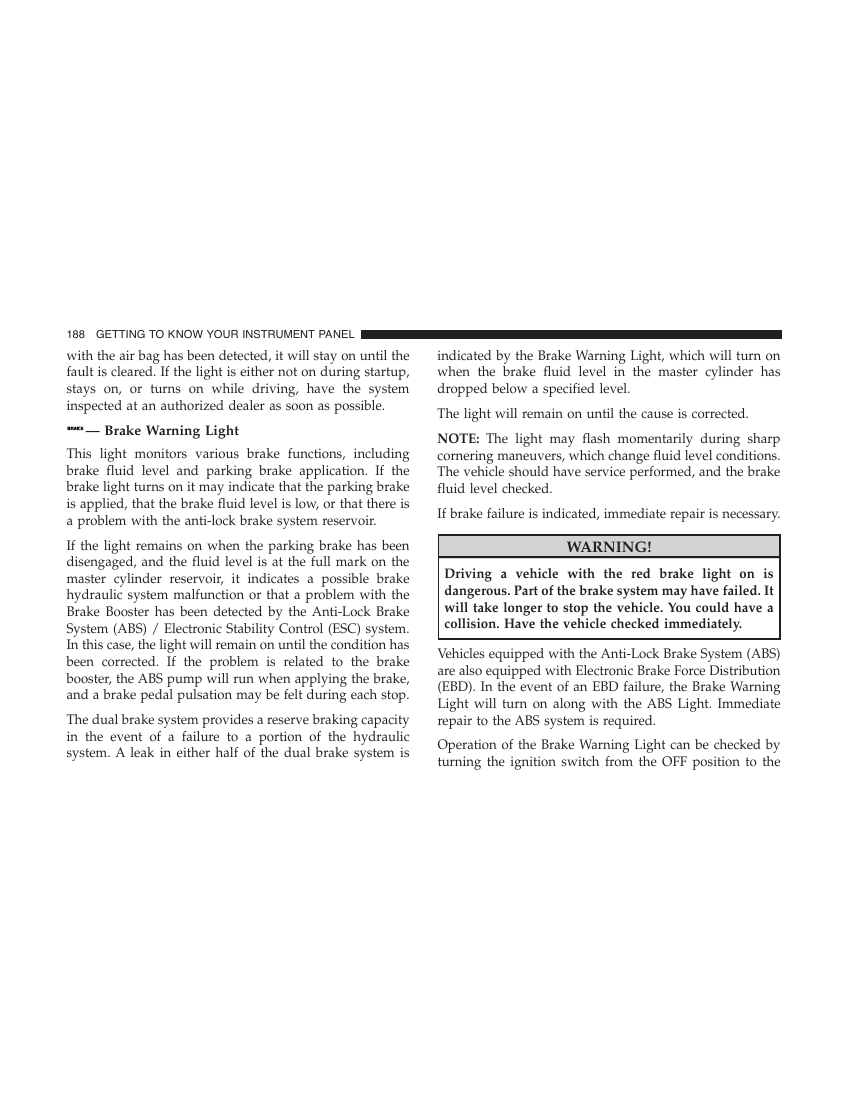 188 GETTING TO KNOW YOUR INSTRUMENT PANEL
with the air bag has been detected, it will stay on until the
fault is cleared. If the light is either not on during startup,
stays on, or turns on while driving, have the system
inspected at an authorized dealer as soon as possible.
BRAKE — Brake Warning Light
This light monitors various brake functions, including
brake fluid level and parking brake application. If the
brake light turns on it may indicate that the parking brake
is applied, that the brake fluid level is low, or that there is
a problem with the anti-lock brake system reservoir.
If the light remains on when the parking brake has been
disengaged, and the fluid level is at the full mark on the
master cylinder reservoir, it indicates a possible brake
hydraulic system malfunction or that a problem with the
Brake Booster has been detected by the Anti-Lock Brake
System (ABS) / Electronic Stability Control (ESC) system.
In this case, the light will remain on until the condition has
been corrected. If the problem is related to the brake
booster, the ABS pump will run when applying the brake,
and a brake pedal pulsation may be felt during each stop.
The dual brake system provides a reserve braking capacity
in the event of a failure to a portion of the hydraulic
system. A leak in either half of the dual brake system is
indicated by the Brake Warning Light, which will turn on
when the brake fluid level in the master cylinder has
dropped below a specified level.
The light will remain on until the cause is corrected.
NOTE: The light may flash momentarily during sharp
cornering maneuvers, which change fluid level conditions.
The vehicle should have service performed, and the brake
fluid level checked.
If brake failure is indicated, immediate repair is necessary.
WARNING!
Driving a vehicle with the red brake light on is
dangerous. Part of the brake system may have failed. It
will take longer to stop the vehicle. You could have a
collision. Have the vehicle checked immediately.
Vehicles equipped with the Anti-Lock Brake System (ABS)
are also equipped with Electronic Brake Force Distribution
(EBD). In the event of an EBD failure, the Brake Warning
Light will turn on along with the ABS Light. Immediate
repair to the ABS system is required.
Operation of the Brake Warning Light can be checked by
turning the ignition switch from the OFF position to the